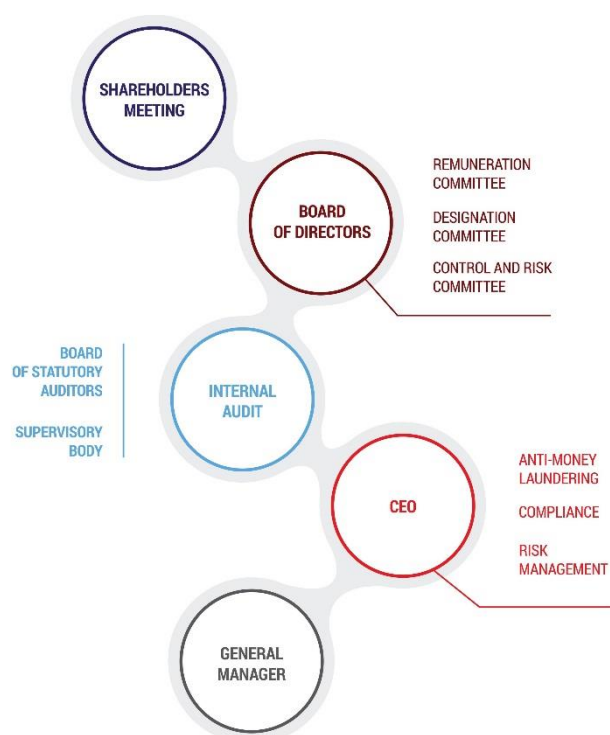 SHAREHOLDERS
MEETING
BOARD
OF DIRECTORS
REMUNERATION
COMMITTEE
DESIGNATION
COMMITTEE
CONTROL AND RISK
COMMITTEE
BOARD
OF STATUTORY
AUDITORS
SUPERVISORY
BODY
INTERNAL
AUDIT
CEO
ANTI-MONEY
LAUNDERING
COMPLIANCE
RISK
MANAGEMENT
GENERAL
MANAGER